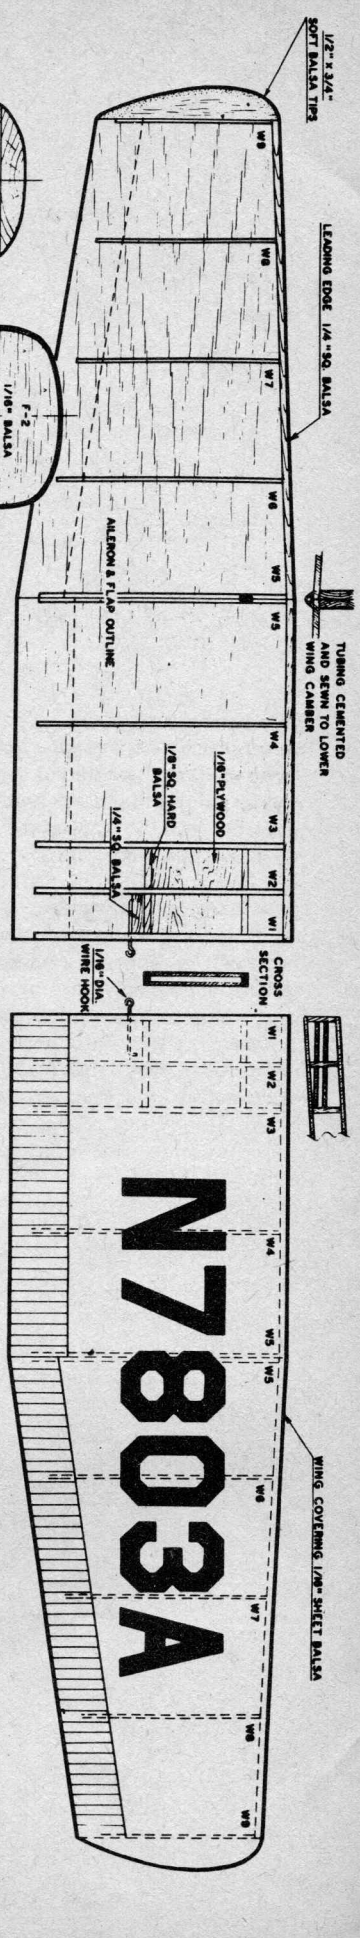 1/2" X 3/4"
SOFT BALSA TIPS
LEADING EDGE 1/4" SQ. BALSA
TUBING CEMENTED
AND SEWN TO LOWER
WING CAMBER
W9
W8
W7
W6
W5
W5
W4
W3
W2
W1
F-2
1/16" BALSA
AILERON & FLAP OUTLINE
1/16" PLYWOOD
1/8" SQ. HARD
BALSA
1/4" SQ. BALSA
1/16" DIA.
WIRE HOOK
CROSS
SECTION
W1
W2
W3
W4
W5
W5
W6
W7
W8
W9
N7803A
WING COVERING 1/16" SHEET BALSA